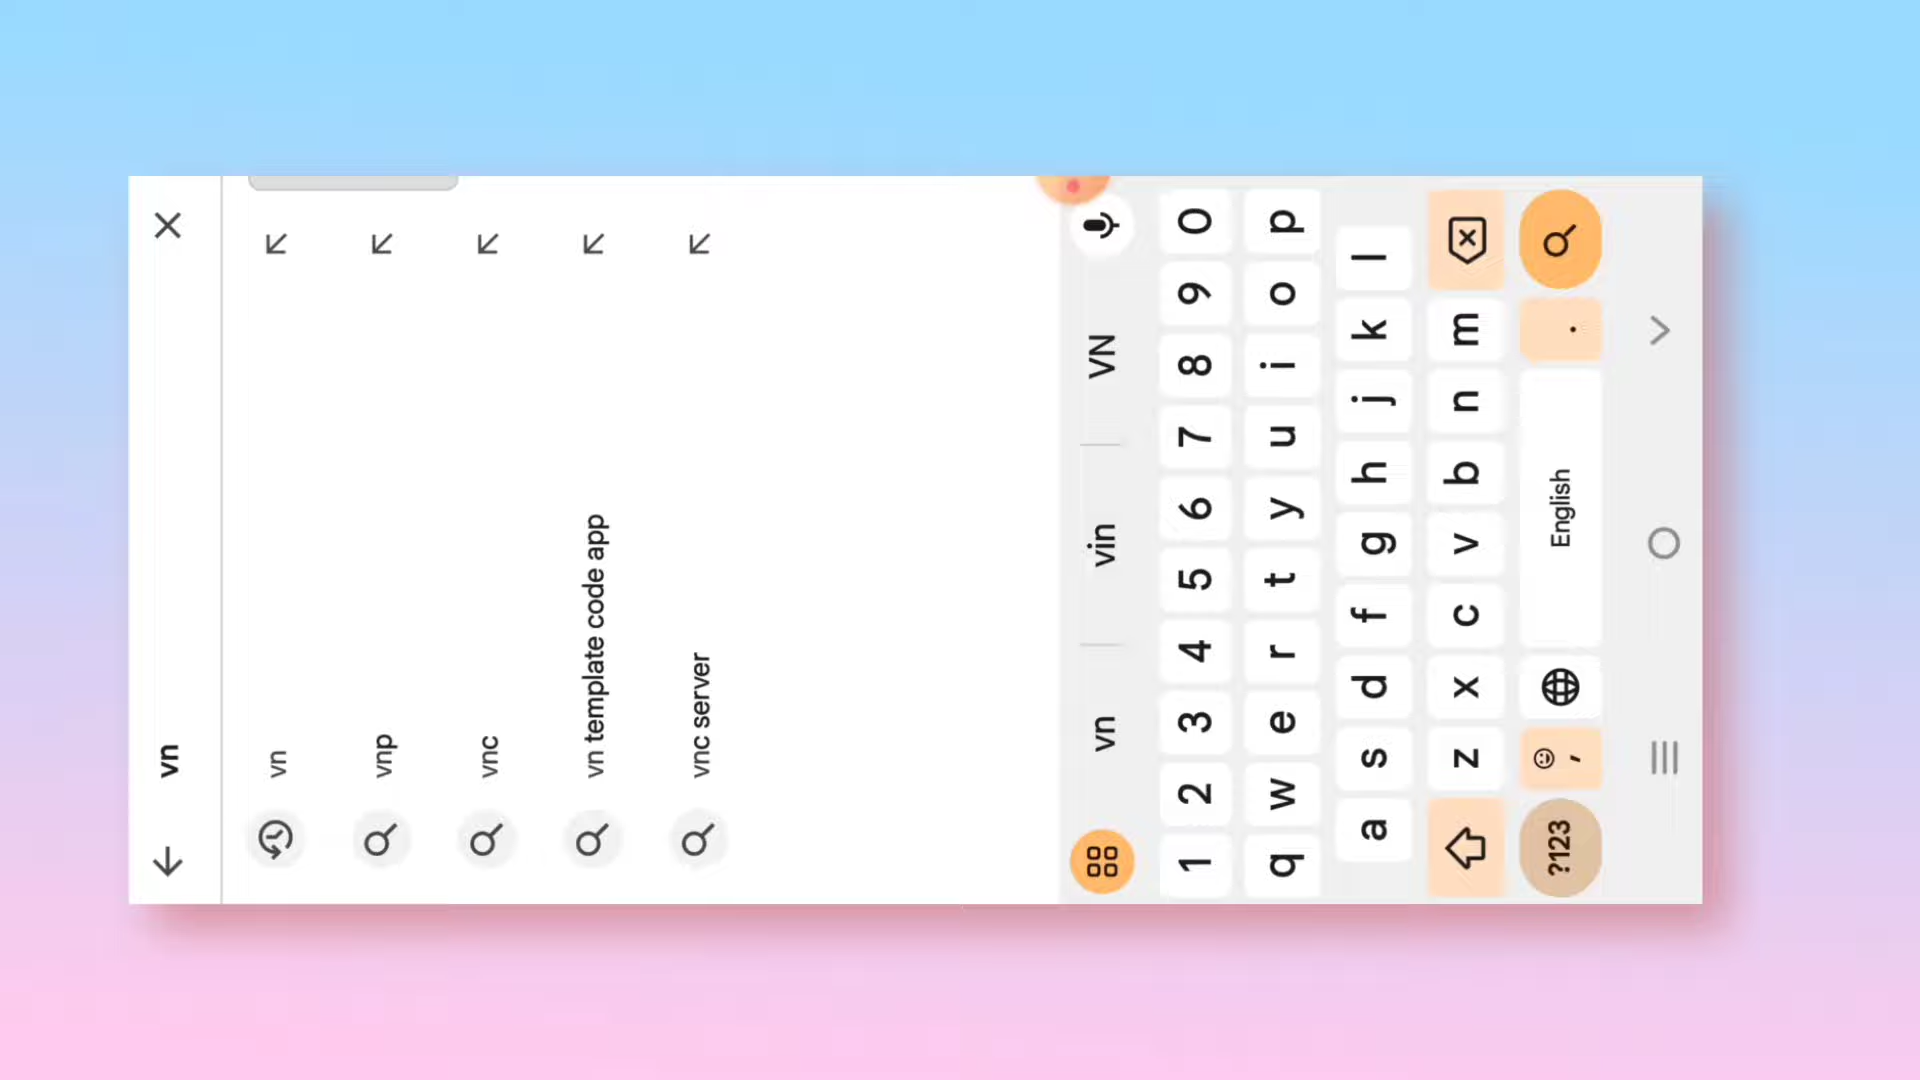 vn
vn
vnp
vnc
vn template code app
vnc server
vn vin VN
1 2 3 4 5 6 7 8 9 0
q w e r t y u i o p
a s d f g h j k l
z x c v b n m
?123 , English .